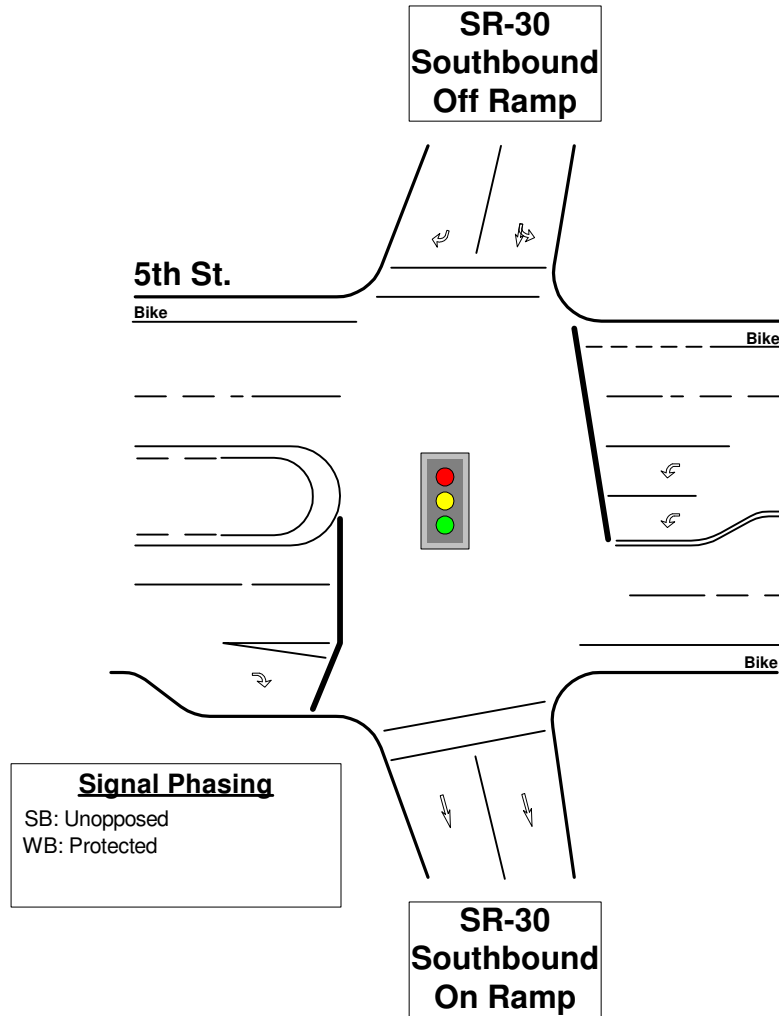 SR-30
Southbound
Off Ramp
5th St.
Bike
Bike
Bike
Signal Phasing
SB: Unopposed
WB: Protected
SR-30
Southbound
On Ramp